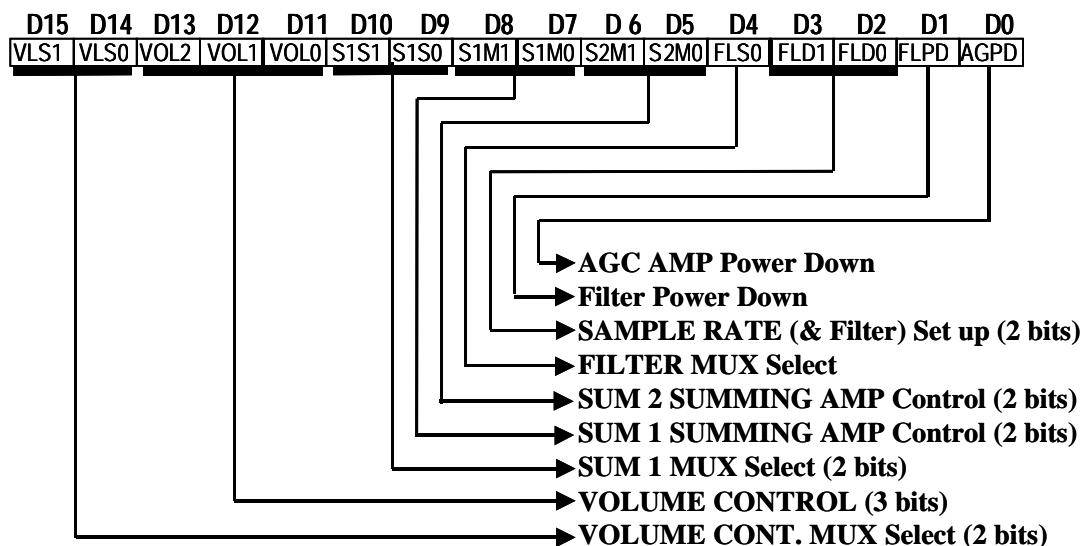 D15 D14 D13 D12 D11 D10 D9 D8 D7 D 6 D5 D4 D3 D2 D1 D0
VLS1 VLS0 VOL2 VOL1 VOL0 S1S1 S1S0 S1M1 S1M0 S2M1 S2M0 FLS0 FLD1 FLD0 FLPD AGPD
AGC AMP Power Down
Filter Power Down
SAMPLE RATE (& Filter) Set up (2 bits)
FILTER MUX Select
SUM 2 SUMMING AMP Control (2 bits)
SUM 1 SUMMING AMP Control (2 bits)
SUM 1 MUX Select (2 bits)
VOLUME CONTROL (3 bits)
VOLUME CONT. MUX Select (2 bits)